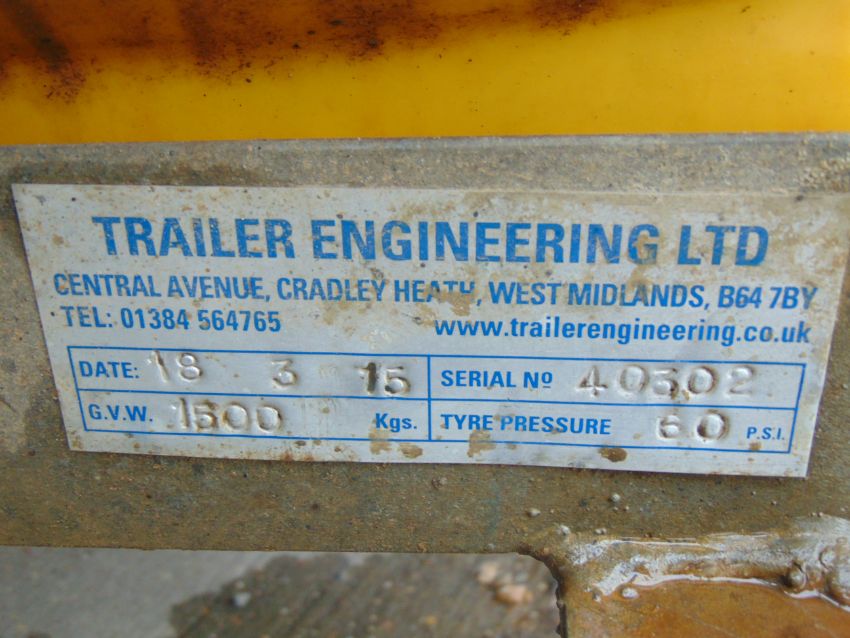 TRAILER ENGINEERING LTD
CENTRAL AVENUE, CRADLEY HEATH, WEST MIDLANDS, B64 7BY
TEL: 01384 564765 www.trailerengineering.co.uk
DATE: 18 3 15 SERIAL Nº 40302
G.V.W. 1500 Kgs. TYRE PRESSURE 60 P.S.I.